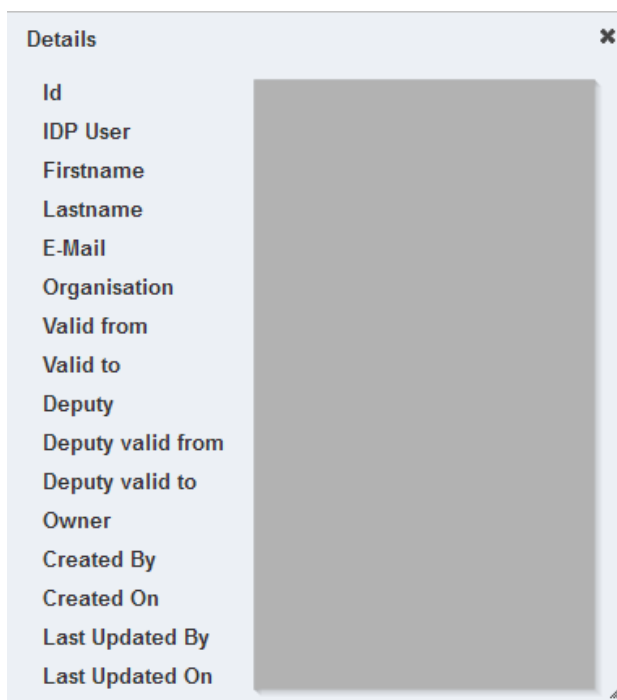 Details
Id
IDP User
Firstname
Lastname
E-Mail
Organisation
Valid from
Valid to
Deputy
Deputy valid from
Deputy valid to
Owner
Created By
Created On
Last Updated By
Last Updated On